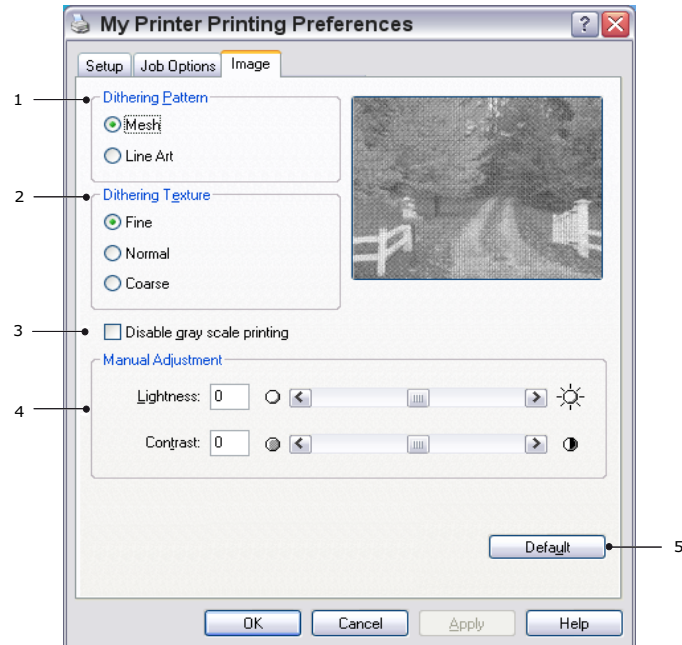 My Printer Printing Preferences ?
Setup Job Options Image
1 Dithering Pattern
Mesh
Line Art
2 Dithering Texture
Fine
Normal
Coarse
3 Disable gray scale printing
Manual Adjustment
Lightness: 0
4
Contrast: 0
Default 5
OK Cancel Apply Help